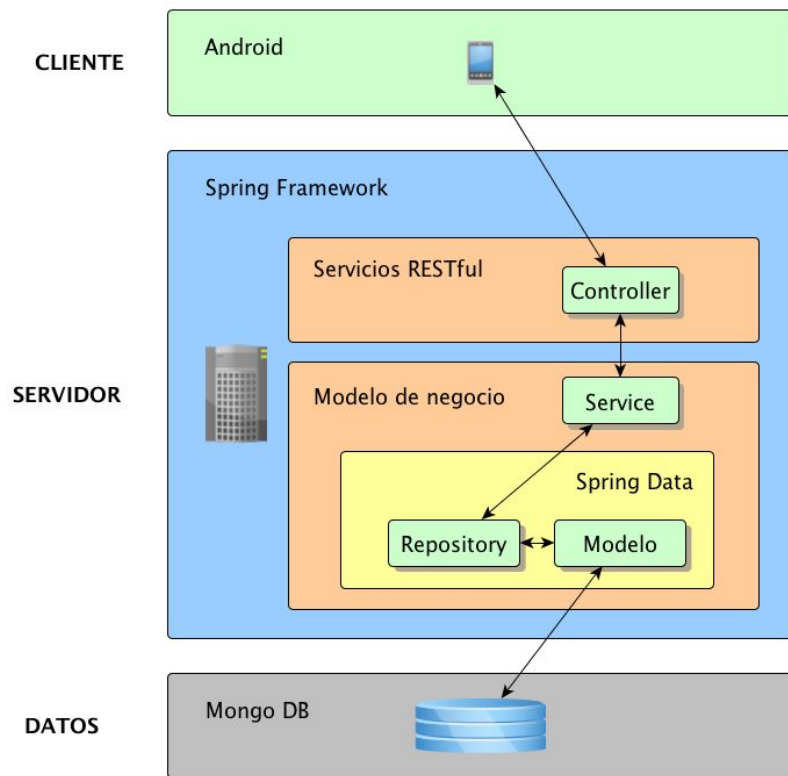 CLIENTE
Android
Spring Framework
Servicios RESTful
Controller
SERVIDOR
Modelo de negocio
Service
Spring Data
Repository
Modelo
DATOS
Mongo DB